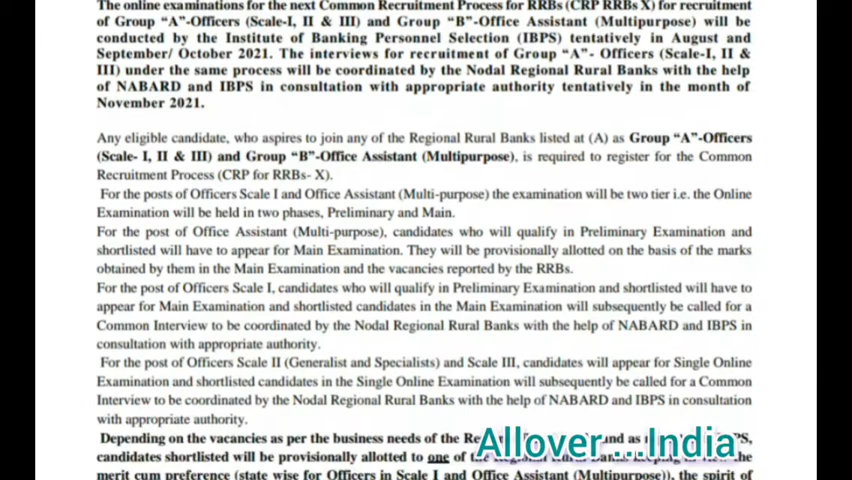 The online examinations for the next Common Recruitment Process for RRBs (CRP RRBs X) for recruitment
of Group “A”-Officers (Scale-I, II & III) and Group “B”-Office Assistant (Multipurpose) will be
conducted by the Institute of Banking Personnel Selection (IBPS) tentatively in August and
September/ October 2021. The interviews for recruitment of Group “A”- Officers (Scale-I, II &
III) under the same process will be coordinated by the Nodal Regional Rural Banks with the help
of NABARD and IBPS in consultation with appropriate authority tentatively in the month of
November 2021.
Any eligible candidate, who aspires to join any of the Regional Rural Banks listed at (A) as Group “A”-Officers
(Scale- I, II & III) and Group “B”-Office Assistant (Multipurpose), is required to register for the Common
Recruitment Process (CRP for RRBs- X).
For the posts of Officers Scale I and Office Assistant (Multi-purpose) the examination will be two tier i.e. the Online
Examination will be held in two phases, Preliminary and Main.
For the post of Office Assistant (Multi-purpose), candidates who will qualify in Preliminary Examination and
shortlisted will have to appear for Main Examination. They will be provisionally allotted on the basis of the marks
obtained by them in the Main Examination and the vacancies reported by the RRBs.
For the post of Officers Scale I, candidates who will qualify in Preliminary Examination and shortlisted will have to
appear for Main Examination and shortlisted candidates in the Main Examination will subsequently be called for a
Common Interview to be coordinated by the Nodal Regional Rural Banks with the help of NABARD and IBPS in
consultation with appropriate authority.
For the post of Officers Scale II (Generalist and Specialists) and Scale III, candidates will appear for Single Online
Examination and shortlisted candidates in the Single Online Examination will subsequently be called for a Common
Interview to be coordinated by the Nodal Regional Rural Banks with the help of NABARD and IBPS in consultation
with appropriate authority.
Depending on the vacancies as per the business needs of the
candidates shortlisted will be provisionally allotted to one of the
merit cum preference (state wise for Officers in Scale I and Office Assistant (Multipurpose)), the spirit of
Allover ....India